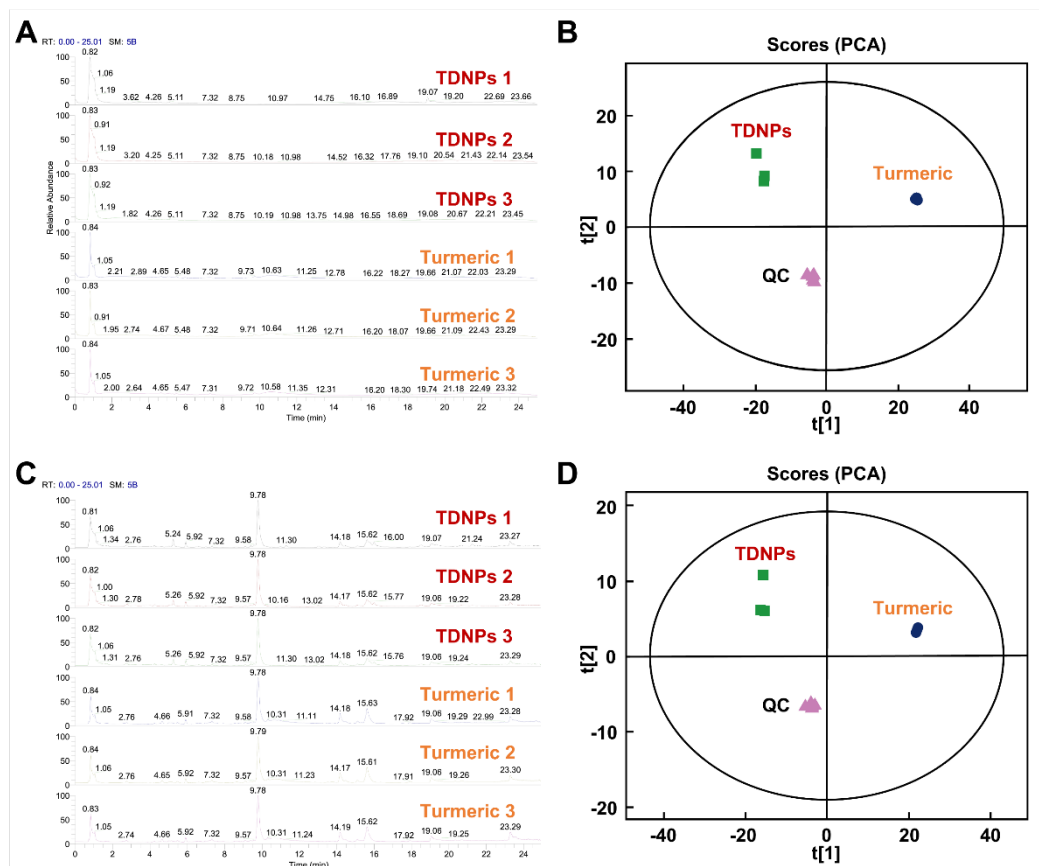 A
RT: 0.00 - 25.01 SM: 5B
Relative Abundance
100
50
0
0.82
1.06
1.19
3.62 4.26 5.11 7.32 8.75 10.97 14.75 16.10 16.89 19.07 19.20 22.69 23.66
TDNPs 1
100
50
0
0.83
0.91
1.19
3.20 4.25 5.11 7.32 8.75 10.18 10.98 14.52 16.32 17.76 19.10 20.54 21.43 22.14 23.54
TDNPs 2
100
50
0
0.83
0.92
1.19
1.82 4.26 5.11 7.32 8.75 10.19 10.98 13.75 14.98 16.55 18.69 19.08 20.67 22.21 23.45
TDNPs 3
100
50
0
0.84
1.05
2.21 2.89 4.65 5.48 7.32 9.73 10.63 11.25 12.78 16.22 18.27 19.66 21.07 22.03 23.29
Turmeric 1
100
50
0
0.83
0.91
1.95 2.74 4.67 5.48 7.32 9.71 10.64 11.26 12.71 16.20 18.07 19.66 21.09 22.43 23.29
Turmeric 2
100
50
0
0.84
1.05
2.00 2.64 4.65 5.47 7.31 9.72 10.58 11.35 12.31 16.20 18.30 19.74 21.18 22.49 23.32
Turmeric 3
2 4 6 8 10 12 14 16 18 20 22 24
Time (min)
B
Scores (PCA)
20
10
0
-10
-20
t[2]
TDNPs
Turmeric
QC
-40 -20 0 20 40
t[1]
C
RT: 0.00 - 25.01 SM: 5B
100
50
0
0.81
1.06
1.34 2.76 5.24 5.92 7.32 9.58 9.78 11.30 14.18 15.62 16.00 19.07 21.24 23.27
TDNPs 1
100
50
0
0.82
1.00
1.30 2.78 5.26 5.92 7.32 9.57 9.78 10.16 13.02 14.17 15.62 15.77 19.06 19.22 23.28
TDNPs 2
100
50
0
0.82
1.06
1.31 2.76 5.26 5.92 7.32 9.57 9.78 11.30 13.02 14.18 15.62 15.76 19.06 19.24 23.29
TDNPs 3
100
50
0
0.84
1.05
2.76 4.66 5.91 7.32 9.58 9.78 10.31 11.11 14.18 15.63 17.92 19.06 19.29 22.99 23.28
Turmeric 1
100
50
0
0.84
1.06
2.76 4.65 5.92 7.32 9.57 9.79 10.31 11.23 14.17 15.61 17.91 19.06 19.26 23.30
Turmeric 2
100
50
0
0.83
1.05
2.74 4.66 5.92 7.32 9.57 9.78 10.31 11.24 14.19 15.62 17.92 19.06 19.25 23.29
Turmeric 3
2 4 6 8 10 12 14 16 18 20 22 24
Time (min)
D
Scores (PCA)
20
10
0
-10
-20
t[2]
TDNPs
Turmeric
QC
-40 -20 0 20 40
t[1]